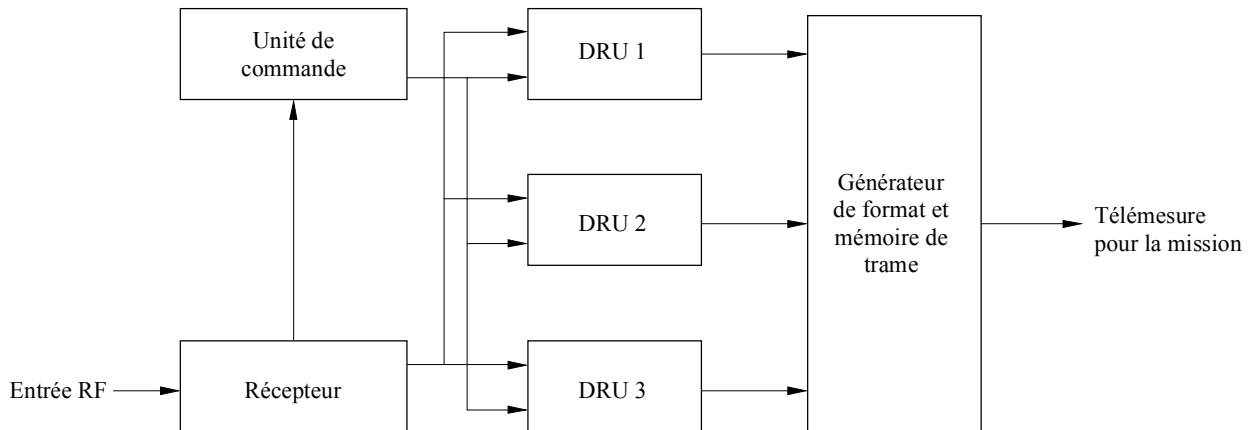 Unité de
commande
DRU 1
DRU 2
Générateur
de format et
mémoire de
trame
Télémesure
pour la mission
Entrée RF
Récepteur
DRU 3